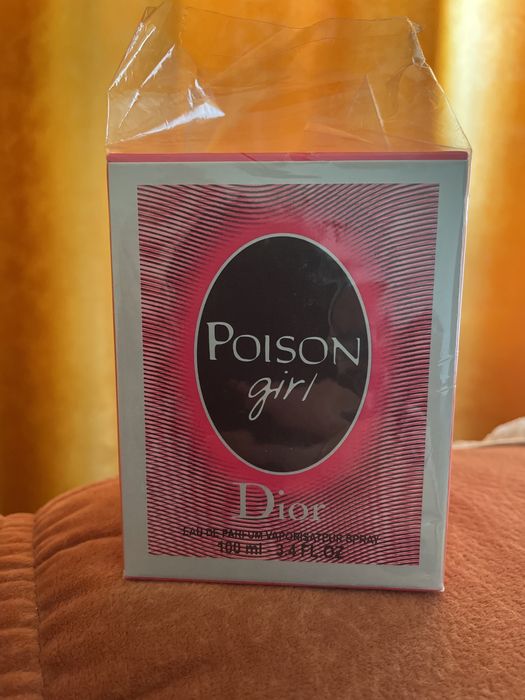 POISON
girl
Dior
EAU DE PARFUM VAPORISATEUR SPRAY
100 ml 3.4 FL.OZ